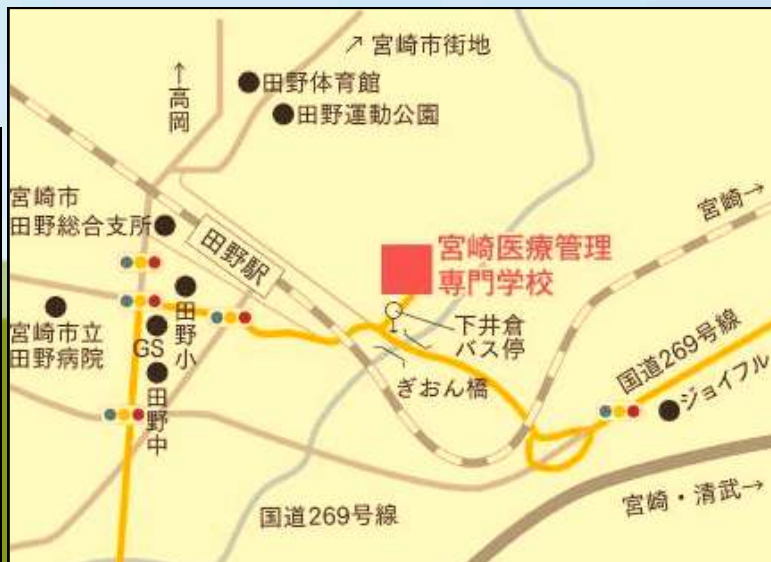 ↗宮崎市街地
←高岡
田野体育館
田野運動公園
宮崎市
田野総合支所
田野駅
宮崎→
宮崎医療管理
専門学校
宮崎市立
田野病院
GS
田野小
田野中
下井倉
バス停
ぎおん橋
国道269号線
ジョイフル
国道269号線
宮崎・清武→